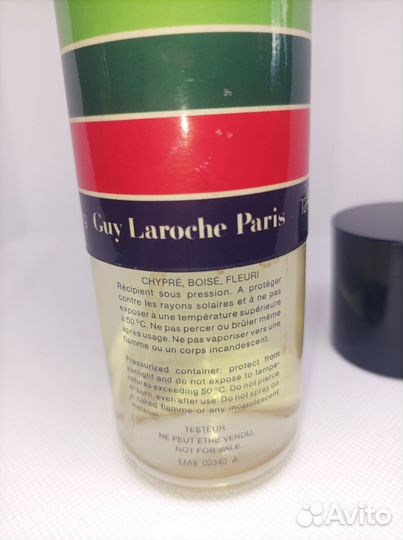 Guy Laroche Paris
CHYPRÉ, BOISÉ, FLEURI
Récipient sous pression. A protéger
contre les rayons solaires et à ne pas
exposer à une température supérieure
à 50°C. Ne pas percer ou brûler même
après usage. Ne pas vaporiser vers une
flamme ou un corps incandescent.
Pressurized container: protect from
sunlight and do not expose to tempe-
ratures exceeding 50°C. Do not pierce
or burn, even after use. Do not spray on
a naked flamme or any incandescent
material.
TESTEUR
NE PEUT ETRE VENDU.
NOT FOR SALE.
EMB 02340 A
Avito